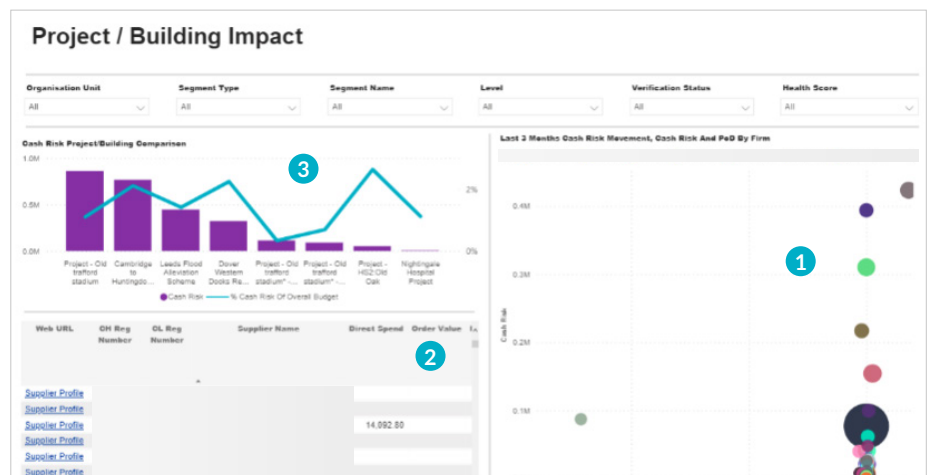 Project / Building Impact
Organisation Unit
Segment Type
Segment Name
Level
Verification Status
Health Score
All
All
All
All
All
All
Cash Risk Project/Building Comparison
1.0M
0.5M
0.0M
2%
0%
3
Project - Old trafford stadium
Cambridge to Huntingdo...
Leeds Flood Alleviation Scheme
Dover Western Docks Re...
Project - Old trafford stadium* -...
Project - Old trafford stadium* -...
Project - HS2:Old Oak
Nightingale Hospital Project
Cash Risk
% Cash Risk Of Overall Budget
Web URL
CH Reg Number
CL Reg Number
Supplier Name
Direct Spend
Order Value
2
Supplier Profile
Supplier Profile
Supplier Profile
14,092.80
Supplier Profile
Supplier Profile
Supplier Profile
Last 3 Months Cash Risk Movement, Cash Risk And PoD By Firm
Cash Risk
0.4M
0.3M
0.2M
0.1M
1